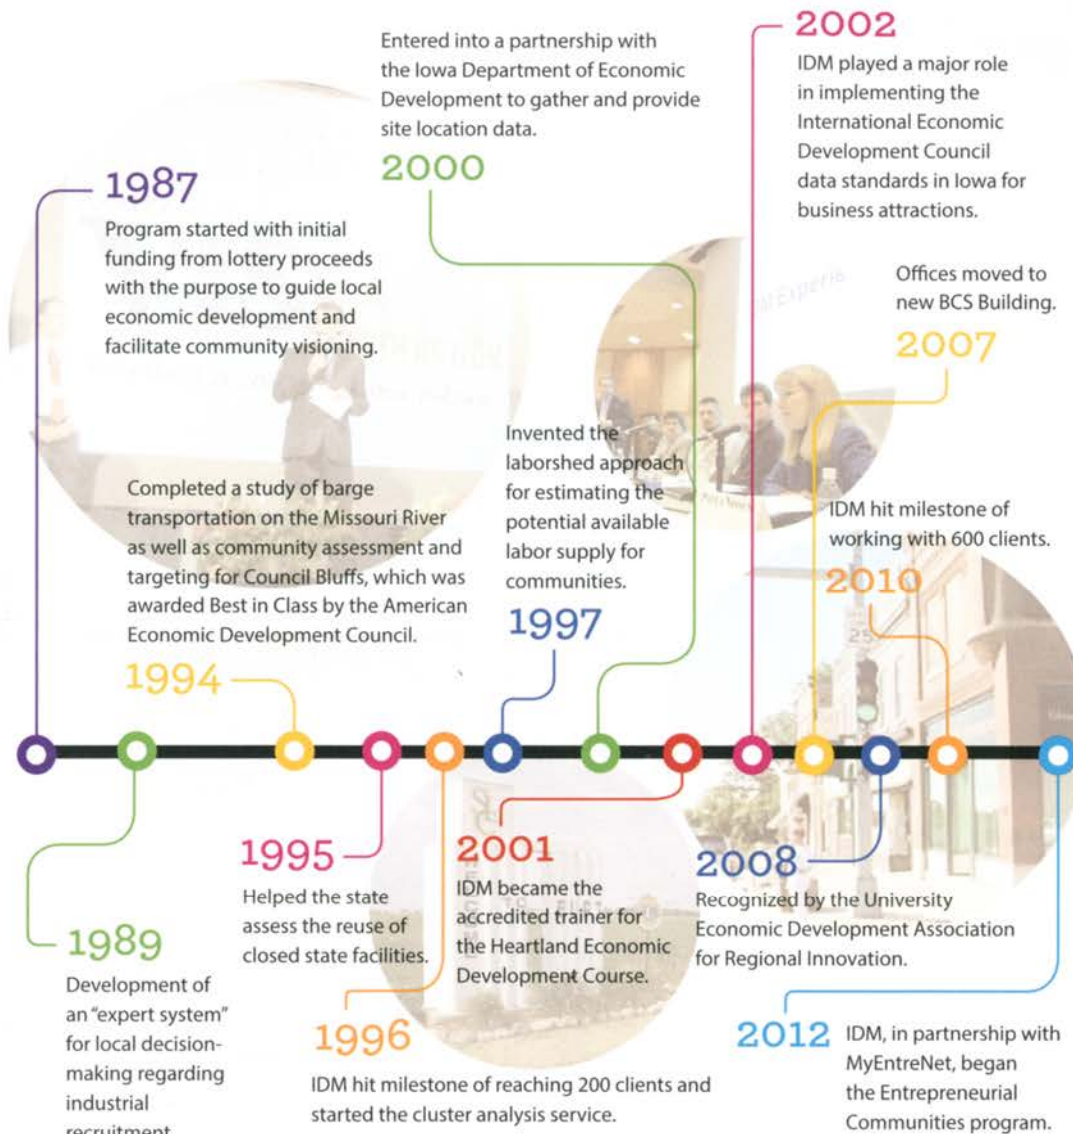 1987
Program started with initial
funding from lottery proceeds
with the purpose to guide local
economic development and
facilitate community visioning.
Entered into a partnership with
the Iowa Department of Economic
Development to gather and provide
site location data.
2000
2002
IDM played a major role
in implementing the
International Economic
Development Council
data standards in Iowa for
business attractions.
Offices moved to
new BCS Building.
2007
Completed a study of barge
transportation on the Missouri River
as well as community assessment and
targeting for Council Bluffs, which was
awarded Best in Class by the American
Economic Development Council.
1994
Invented the
laborshed approach
for estimating the
potential available
labor supply for
communities.
1997
IDM hit milestone of
working with 600 clients.
2010
25
1989
Development of
an "expert system"
for local decision-
making regarding
industrial
recruitment
1995
Helped the state
assess the reuse of
closed state facilities.
1996
IDM hit milestone of reaching 200 clients and
started the cluster analysis service.
2001
IDM became the
accredited trainer for
the Heartland Economic
Development Course.
2008
Recognized by the University
Economic Development Association
for Regional Innovation.
2012
IDM, in partnership with
MyEntreNet, began
the Entrepreneurial
Communities program.